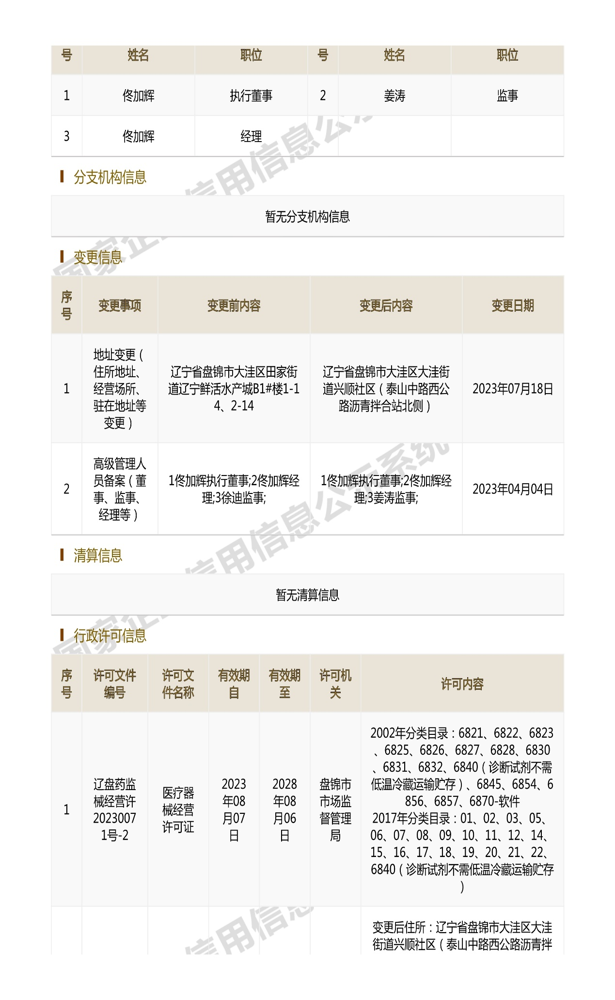 号 姓名 职位 号 姓名 职位
1 佟加辉 执行董事 2 姜涛 监事
3 佟加辉 经理
分支机构信息
暂无分支机构信息
变更信息
序号 变更事项 变更前内容 变更后内容 变更日期
1
地址变更（
住所地址、
经营场所、
驻在地址等
变更）
辽宁省盘锦市大洼区田家街
道辽宁鲜活水产城B1#楼1-1
4、2-14
辽宁省盘锦市大洼区大洼街
道兴顺社区（泰山中路西公
路沥青拌合站北侧）
2023年07月18日
2
高级管理人
员备案（董
事、监事、
经理等）
1佟加辉执行董事;2佟加辉经
理;3徐迪监事;
1佟加辉执行董事;2佟加辉经
理;3姜涛监事;
2023年04月04日
清算信息
暂无清算信息
行政许可信息
序
号
许可文件
编号
许可文
件名称
有效期
自
有效期
至
许可机
关
许可内容
1
辽盘药监
械经营许
2023007
1号-2
医疗器
械经营
许可证
2023
年08
月07
日
2028
年08
月06
日
盘锦市
市场监
督管理
局
2002年分类目录：6821、6822、6823
、6825、6826、6827、6828、6830
、6831、6832、6840（诊断试剂不需
低温冷藏运输贮存）、6845、6854、6
856、6857、6870-软件
2017年分类目录：01、02、03、05、
06、07、08、09、10、11、12、14、
15、16、17、18、19、20、21、22、
6840（诊断试剂不需低温冷藏运输贮存
）
变更后住所：辽宁省盘锦市大洼区大洼
街道兴顺社区（泰山中路西公路沥青拌
国家企
信用信息公示系统